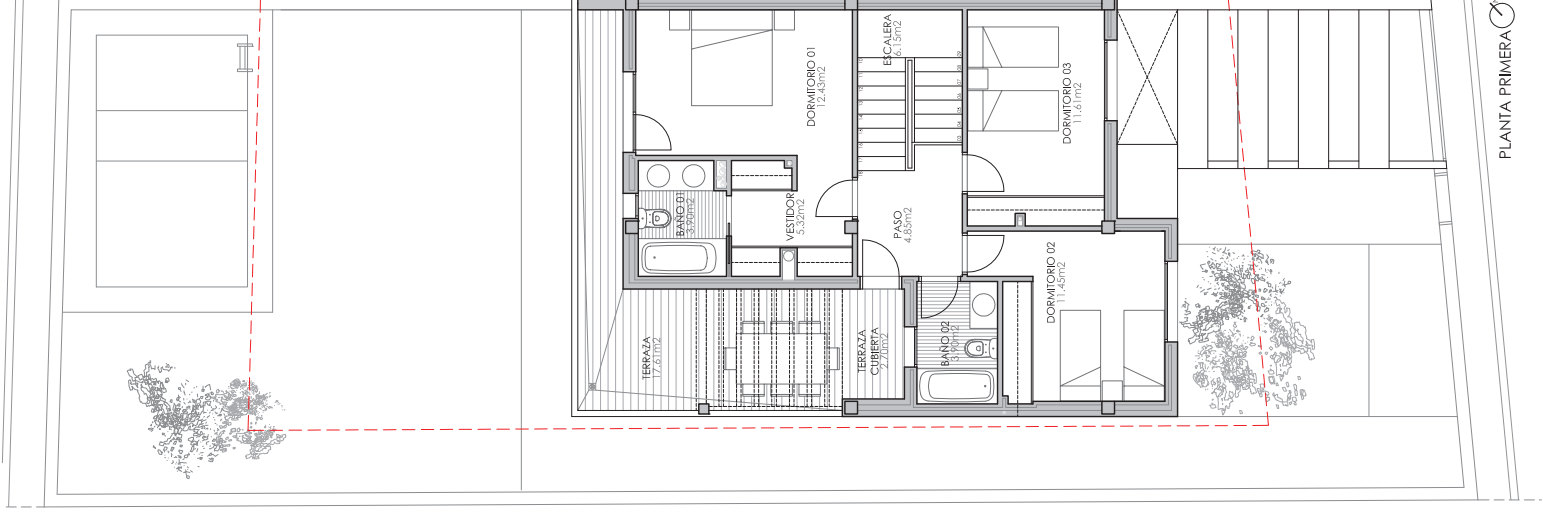 DORMITORIO 01
12.43m2
ESCALERA
6.15m2
DORMITORIO 03
11.61m2
BAÑO 01
3.90m2
VESTIDOR
5.32m2
PASO
4.85m2
DORMITORIO 02
11.45m2
TERRAZA
17.61m2
TERRAZA
CUBIERTA
2.70m2
BAÑO 02
3.90m2
PLANTA PRIMERA